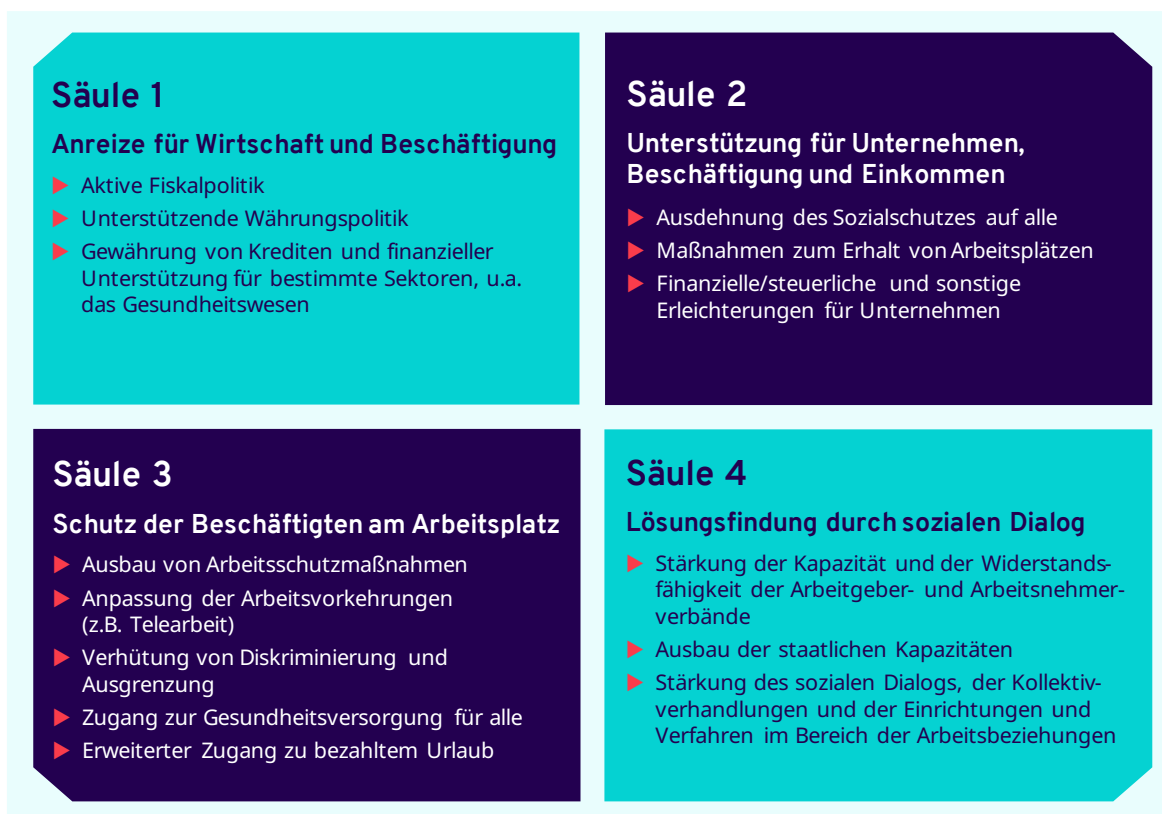 Säule 1
Anreize für Wirtschaft und Beschäftigung
▶ Aktive Fiskalpolitik
▶ Unterstützende Währungspolitik
▶ Gewährung von Krediten und finanzieller
Unterstützung für bestimmte Sektoren, u.a.
das Gesundheitswesen
Säule 2
Unterstützung für Unternehmen,
Beschäftigung und Einkommen
▶ Ausdehnung des Sozialschutzes auf alle
▶ Maßnahmen zum Erhalt von Arbeitsplätzen
▶ Finanzielle/steuerliche und sonstige
Erleichterungen für Unternehmen
Säule 3
Schutz der Beschäftigten am Arbeitsplatz
▶ Ausbau von Arbeitsschutzmaßnahmen
▶ Anpassung der Arbeitsvorkehrungen
(z.B. Telearbeit)
▶ Verhütung von Diskriminierung und
Ausgrenzung
▶ Zugang zur Gesundheitsversorgung für alle
▶ Erweiterter Zugang zu bezahltem Urlaub
Säule 4
Lösungsfindung durch sozialen Dialog
▶ Stärkung der Kapazität und der Widerstands-
fähigkeit der Arbeitgeber- und Arbeitsnehmer-
verbände
▶ Ausbau der staatlichen Kapazitäten
▶ Stärkung des sozialen Dialogs, der Kollektiv-
verhandlungen und der Einrichtungen und
Verfahren im Bereich der Arbeitsbeziehungen